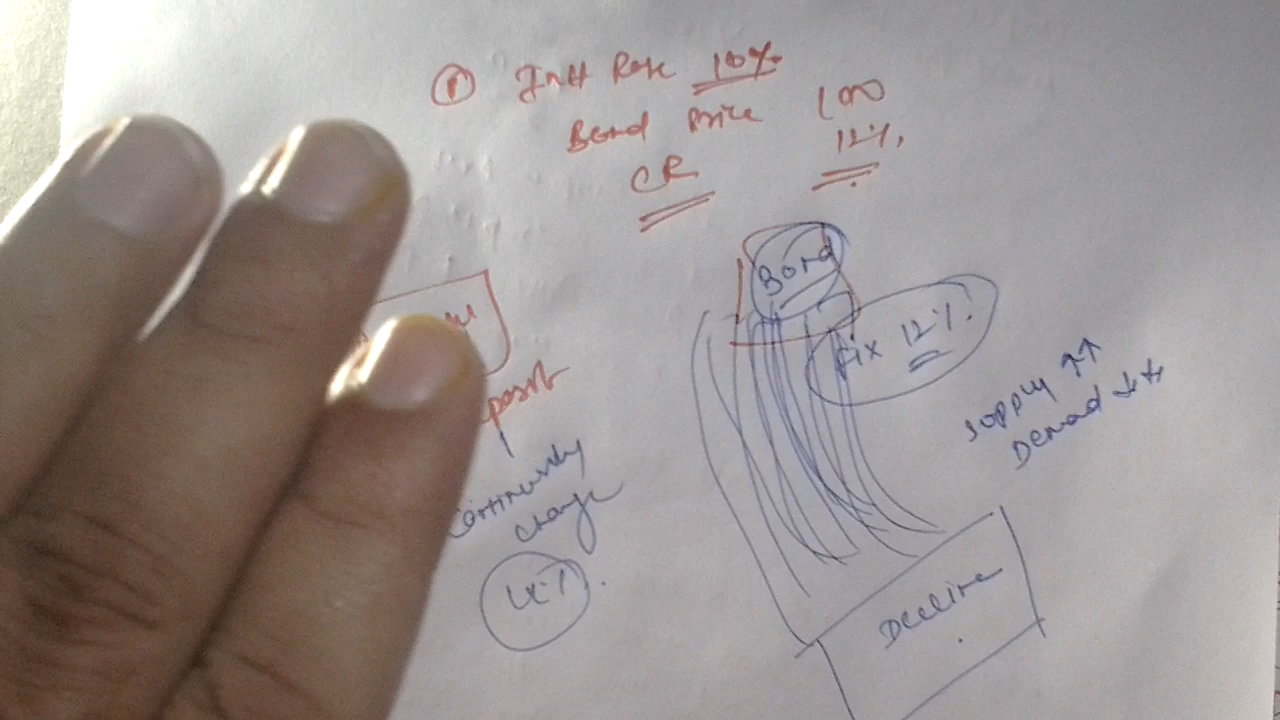 ① Intt Rate 10%
Bond Price 100
CR 12%
Bond
Fix 12%
Supply ↑↑
Demand ↓↓
posit
Continuously
change
Decline